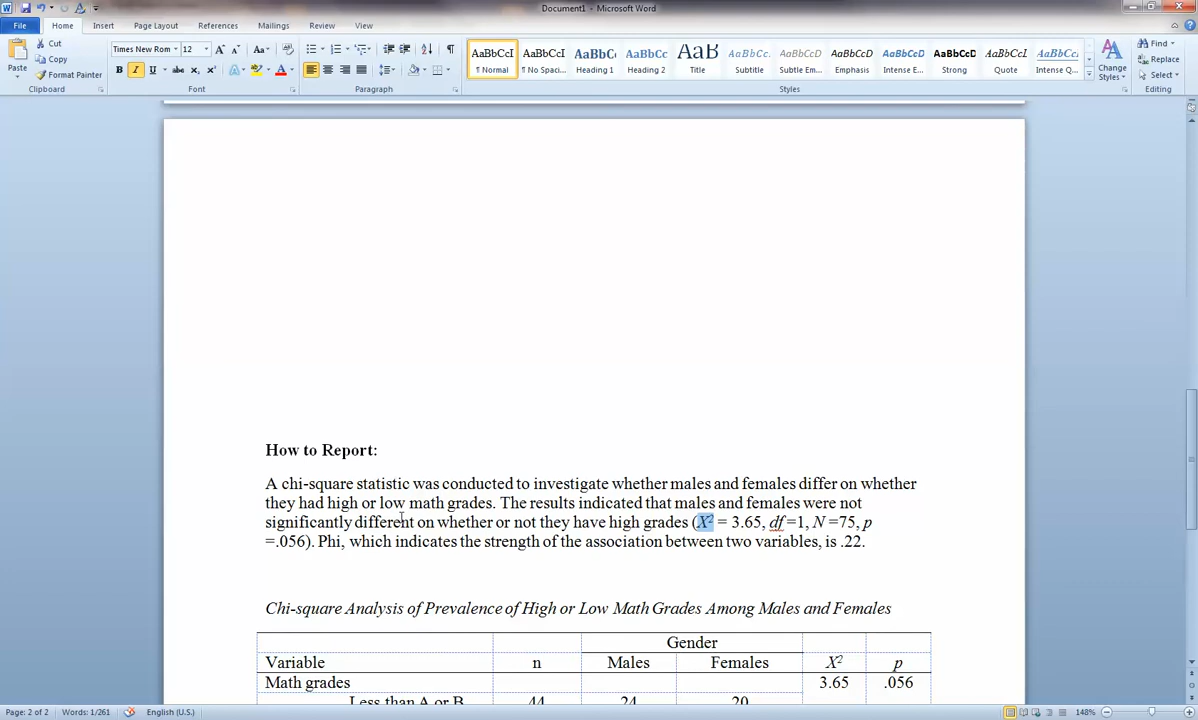 Document1 - Microsoft Word
File Home Insert Page Layout References Mailings Review View
Cut
Copy
Format Painter
Paste
Clipboard
Times New Rom 12
Font
Paragraph
AaBbCcI AaBbCcI AaBbCc AaBbCc AaB AaBbCc AaBbCcD AaBbCcD AaBbCcD AaBbCcD AaBbCcL AaBbCcL
¶ Normal ¶ No Spaci... Heading 1 Heading 2 Title Subtitle Subtle Em... Emphasis Intense E... Strong Quote Intense Q...
Styles
Change Styles
Find
Replace
Select
Editing
How to Report:
A chi-square statistic was conducted to investigate whether males and females differ on whether
they had high or low math grades. The results indicated that males and females were not
significantly different on whether or not they have high grades (X² = 3.65, df =1, N =75, p
=.056). Phi, which indicates the strength of the association between two variables, is .22.
Chi-square Analysis of Prevalence of High or Low Math Grades Among Males and Females
Gender
Variable n Males Females X² p
Math grades 3.65 .056
Less than A or B 44 24 20
Page: 2 of 2 Words: 1/261 English (U.S.) 148%